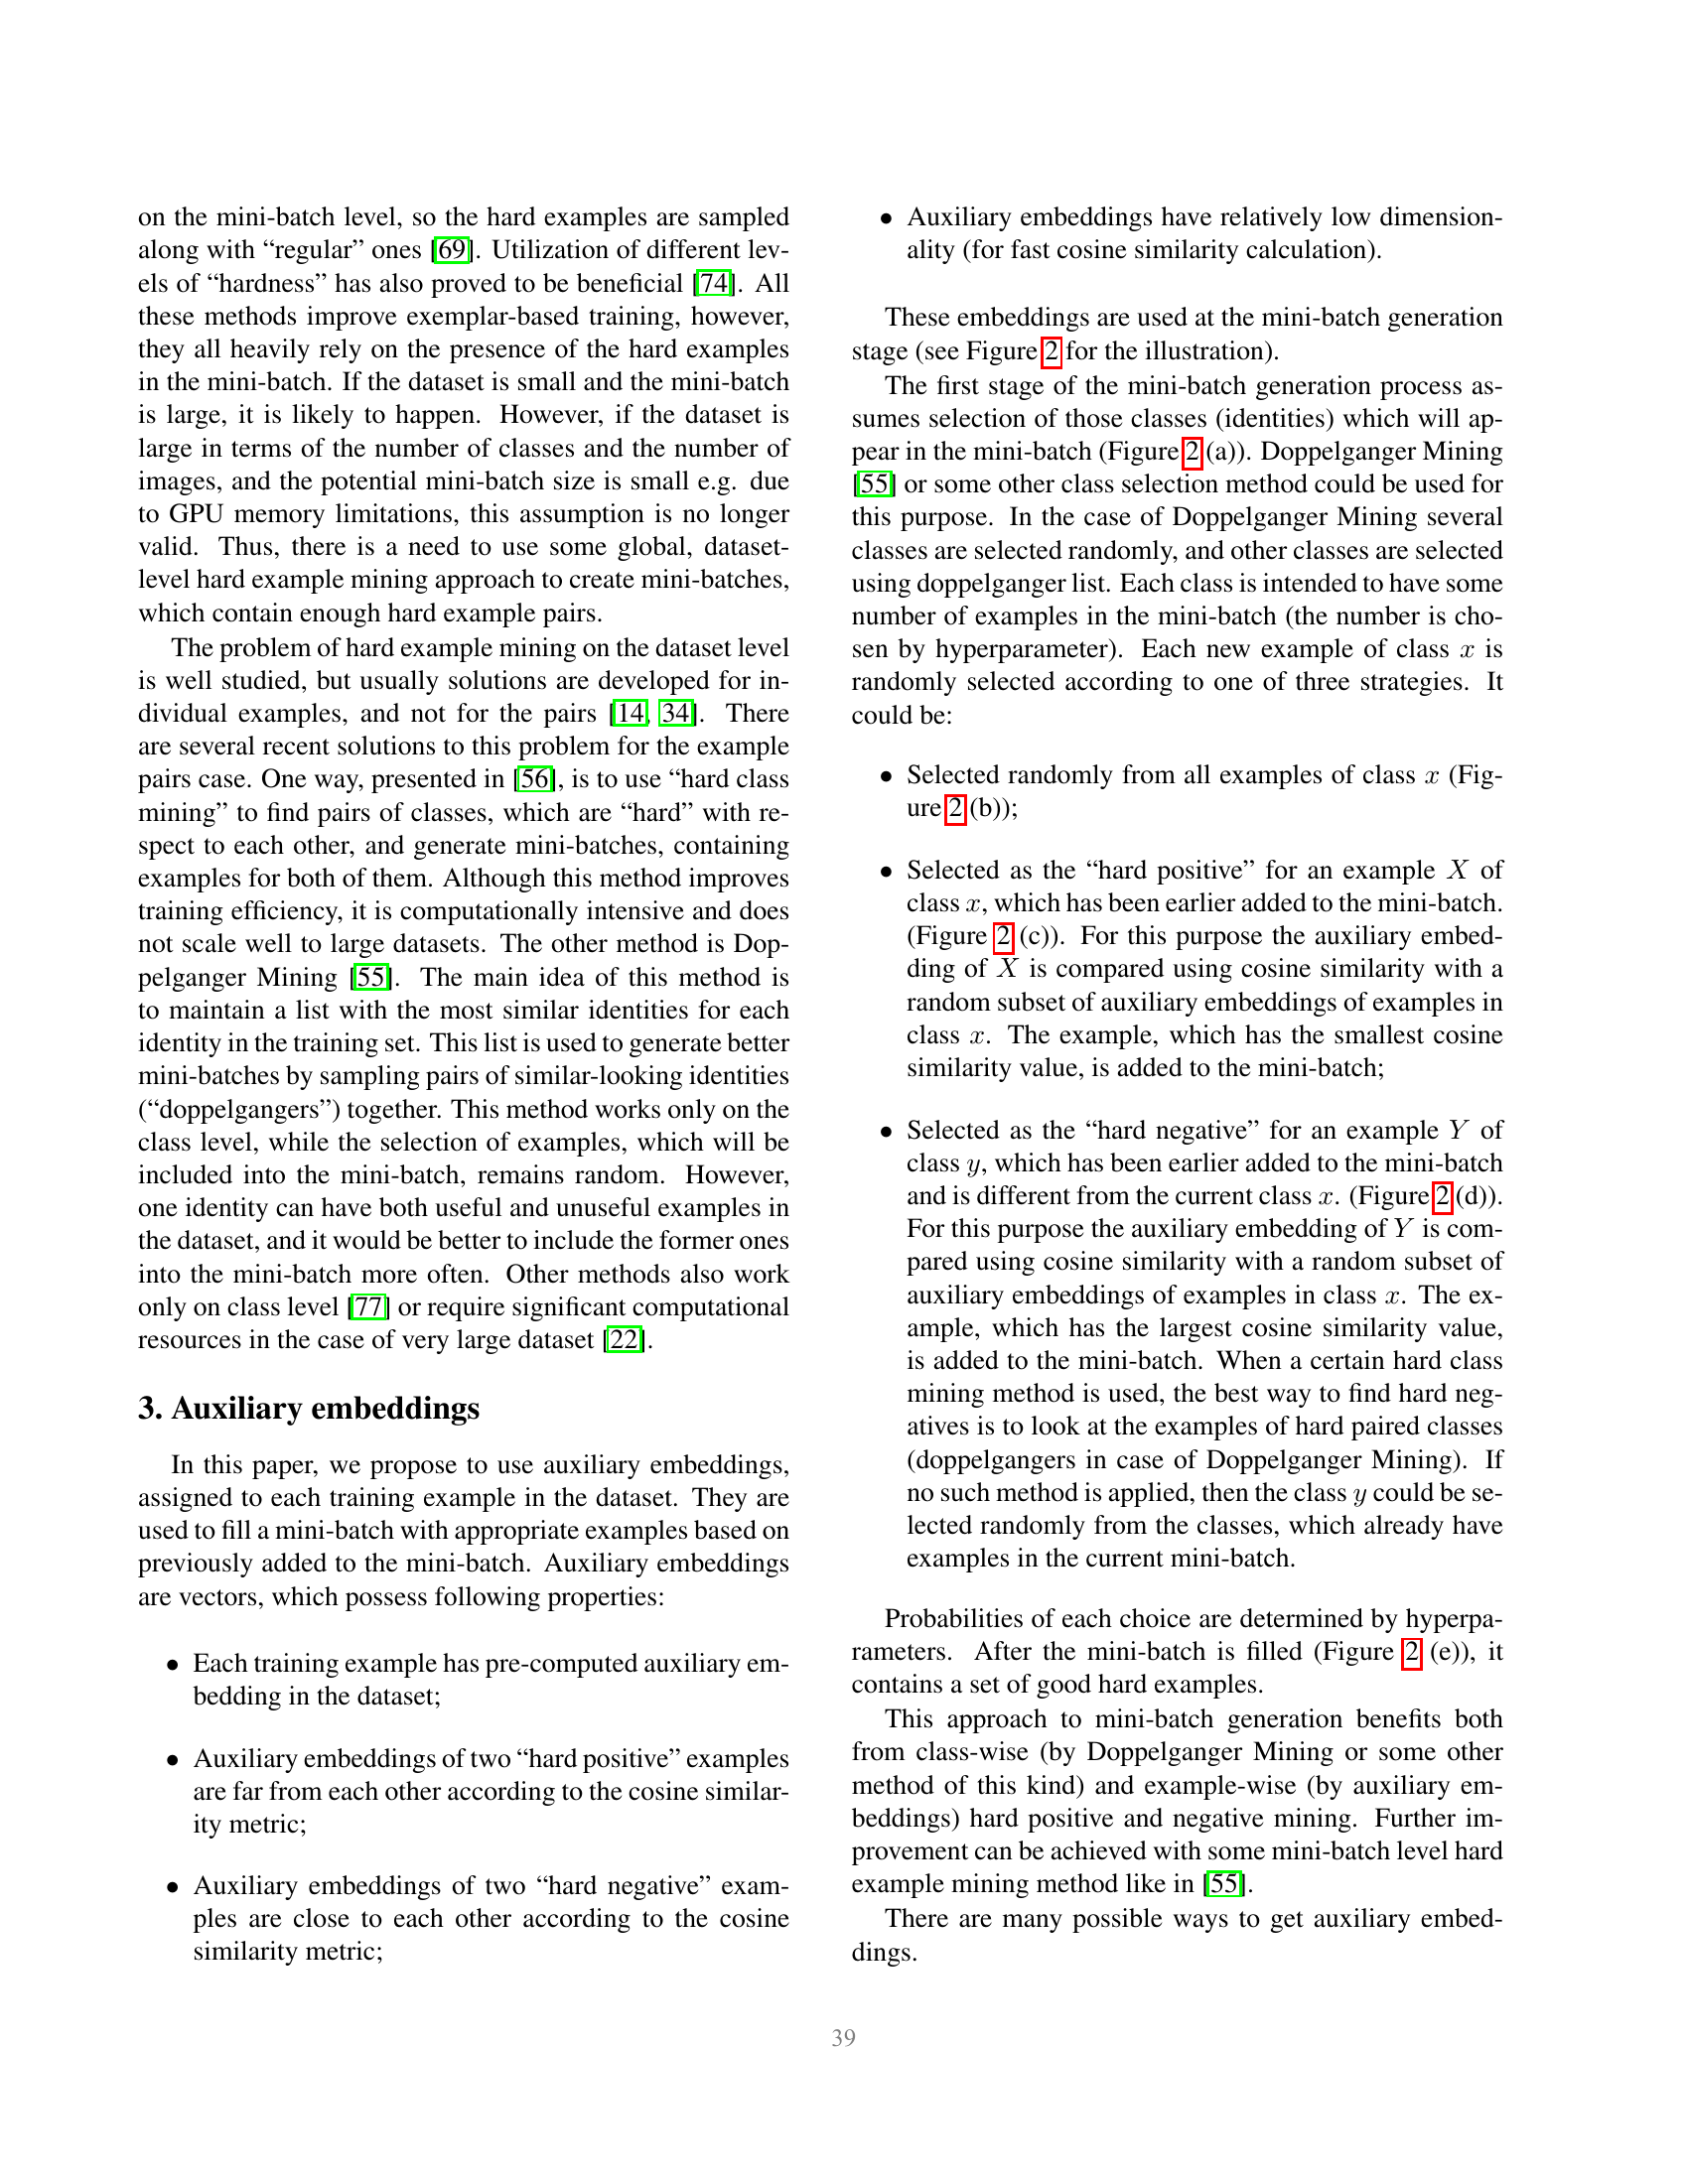 on the mini-batch level, so the hard examples are sampled
along with “regular” ones [69]. Utilization of different lev-
els of “hardness” has also proved to be beneficial [74]. All
these methods improve exemplar-based training, however,
they all heavily rely on the presence of the hard examples
in the mini-batch. If the dataset is small and the mini-batch
is large, it is likely to happen. However, if the dataset is
large in terms of the number of classes and the number of
images, and the potential mini-batch size is small e.g. due
to GPU memory limitations, this assumption is no longer
valid. Thus, there is a need to use some global, dataset-
level hard example mining approach to create mini-batches,
which contain enough hard example pairs.
The problem of hard example mining on the dataset level
is well studied, but usually solutions are developed for in-
dividual examples, and not for the pairs [14, 34]. There
are several recent solutions to this problem for the example
pairs case. One way, presented in [56], is to use “hard class
mining” to find pairs of classes, which are “hard” with re-
spect to each other, and generate mini-batches, containing
examples for both of them. Although this method improves
training efficiency, it is computationally intensive and does
not scale well to large datasets. The other method is Dop-
pelganger Mining [55]. The main idea of this method is
to maintain a list with the most similar identities for each
identity in the training set. This list is used to generate better
mini-batches by sampling pairs of similar-looking identities
(“doppelgangers”) together. This method works only on the
class level, while the selection of examples, which will be
included into the mini-batch, remains random. However,
one identity can have both useful and unuseful examples in
the dataset, and it would be better to include the former ones
into the mini-batch more often. Other methods also work
only on class level [77] or require significant computational
resources in the case of very large dataset [22].
3. Auxiliary embeddings
In this paper, we propose to use auxiliary embeddings,
assigned to each training example in the dataset. They are
used to fill a mini-batch with appropriate examples based on
previously added to the mini-batch. Auxiliary embeddings
are vectors, which possess following properties:
• Each training example has pre-computed auxiliary em-
bedding in the dataset;
• Auxiliary embeddings of two “hard positive” examples
are far from each other according to the cosine similar-
ity metric;
• Auxiliary embeddings of two “hard negative” exam-
ples are close to each other according to the cosine
similarity metric;
• Auxiliary embeddings have relatively low dimension-
ality (for fast cosine similarity calculation).
These embeddings are used at the mini-batch generation
stage (see Figure 2 for the illustration).
The first stage of the mini-batch generation process as-
sumes selection of those classes (identities) which will ap-
pear in the mini-batch (Figure 2 (a)). Doppelganger Mining
[55] or some other class selection method could be used for
this purpose. In the case of Doppelganger Mining several
classes are selected randomly, and other classes are selected
using doppelganger list. Each class is intended to have some
number of examples in the mini-batch (the number is cho-
sen by hyperparameter). Each new example of class x is
randomly selected according to one of three strategies. It
could be:
• Selected randomly from all examples of class x (Fig-
ure 2 (b));
• Selected as the “hard positive” for an example X of
class x, which has been earlier added to the mini-batch.
(Figure 2 (c)). For this purpose the auxiliary embed-
ding of X is compared using cosine similarity with a
random subset of auxiliary embeddings of examples in
class x. The example, which has the smallest cosine
similarity value, is added to the mini-batch;
• Selected as the “hard negative” for an example Y of
class y, which has been earlier added to the mini-batch
and is different from the current class x. (Figure 2 (d)).
For this purpose the auxiliary embedding of Y is com-
pared using cosine similarity with a random subset of
auxiliary embeddings of examples in class x. The ex-
ample, which has the largest cosine similarity value,
is added to the mini-batch. When a certain hard class
mining method is used, the best way to find hard neg-
atives is to look at the examples of hard paired classes
(doppelgangers in case of Doppelganger Mining). If
no such method is applied, then the class y could be se-
lected randomly from the classes, which already have
examples in the current mini-batch.
Probabilities of each choice are determined by hyperpa-
rameters. After the mini-batch is filled (Figure 2 (e)), it
contains a set of good hard examples.
This approach to mini-batch generation benefits both
from class-wise (by Doppelganger Mining or some other
method of this kind) and example-wise (by auxiliary em-
beddings) hard positive and negative mining. Further im-
provement can be achieved with some mini-batch level hard
example mining method like in [55].
There are many possible ways to get auxiliary embed-
dings.
39